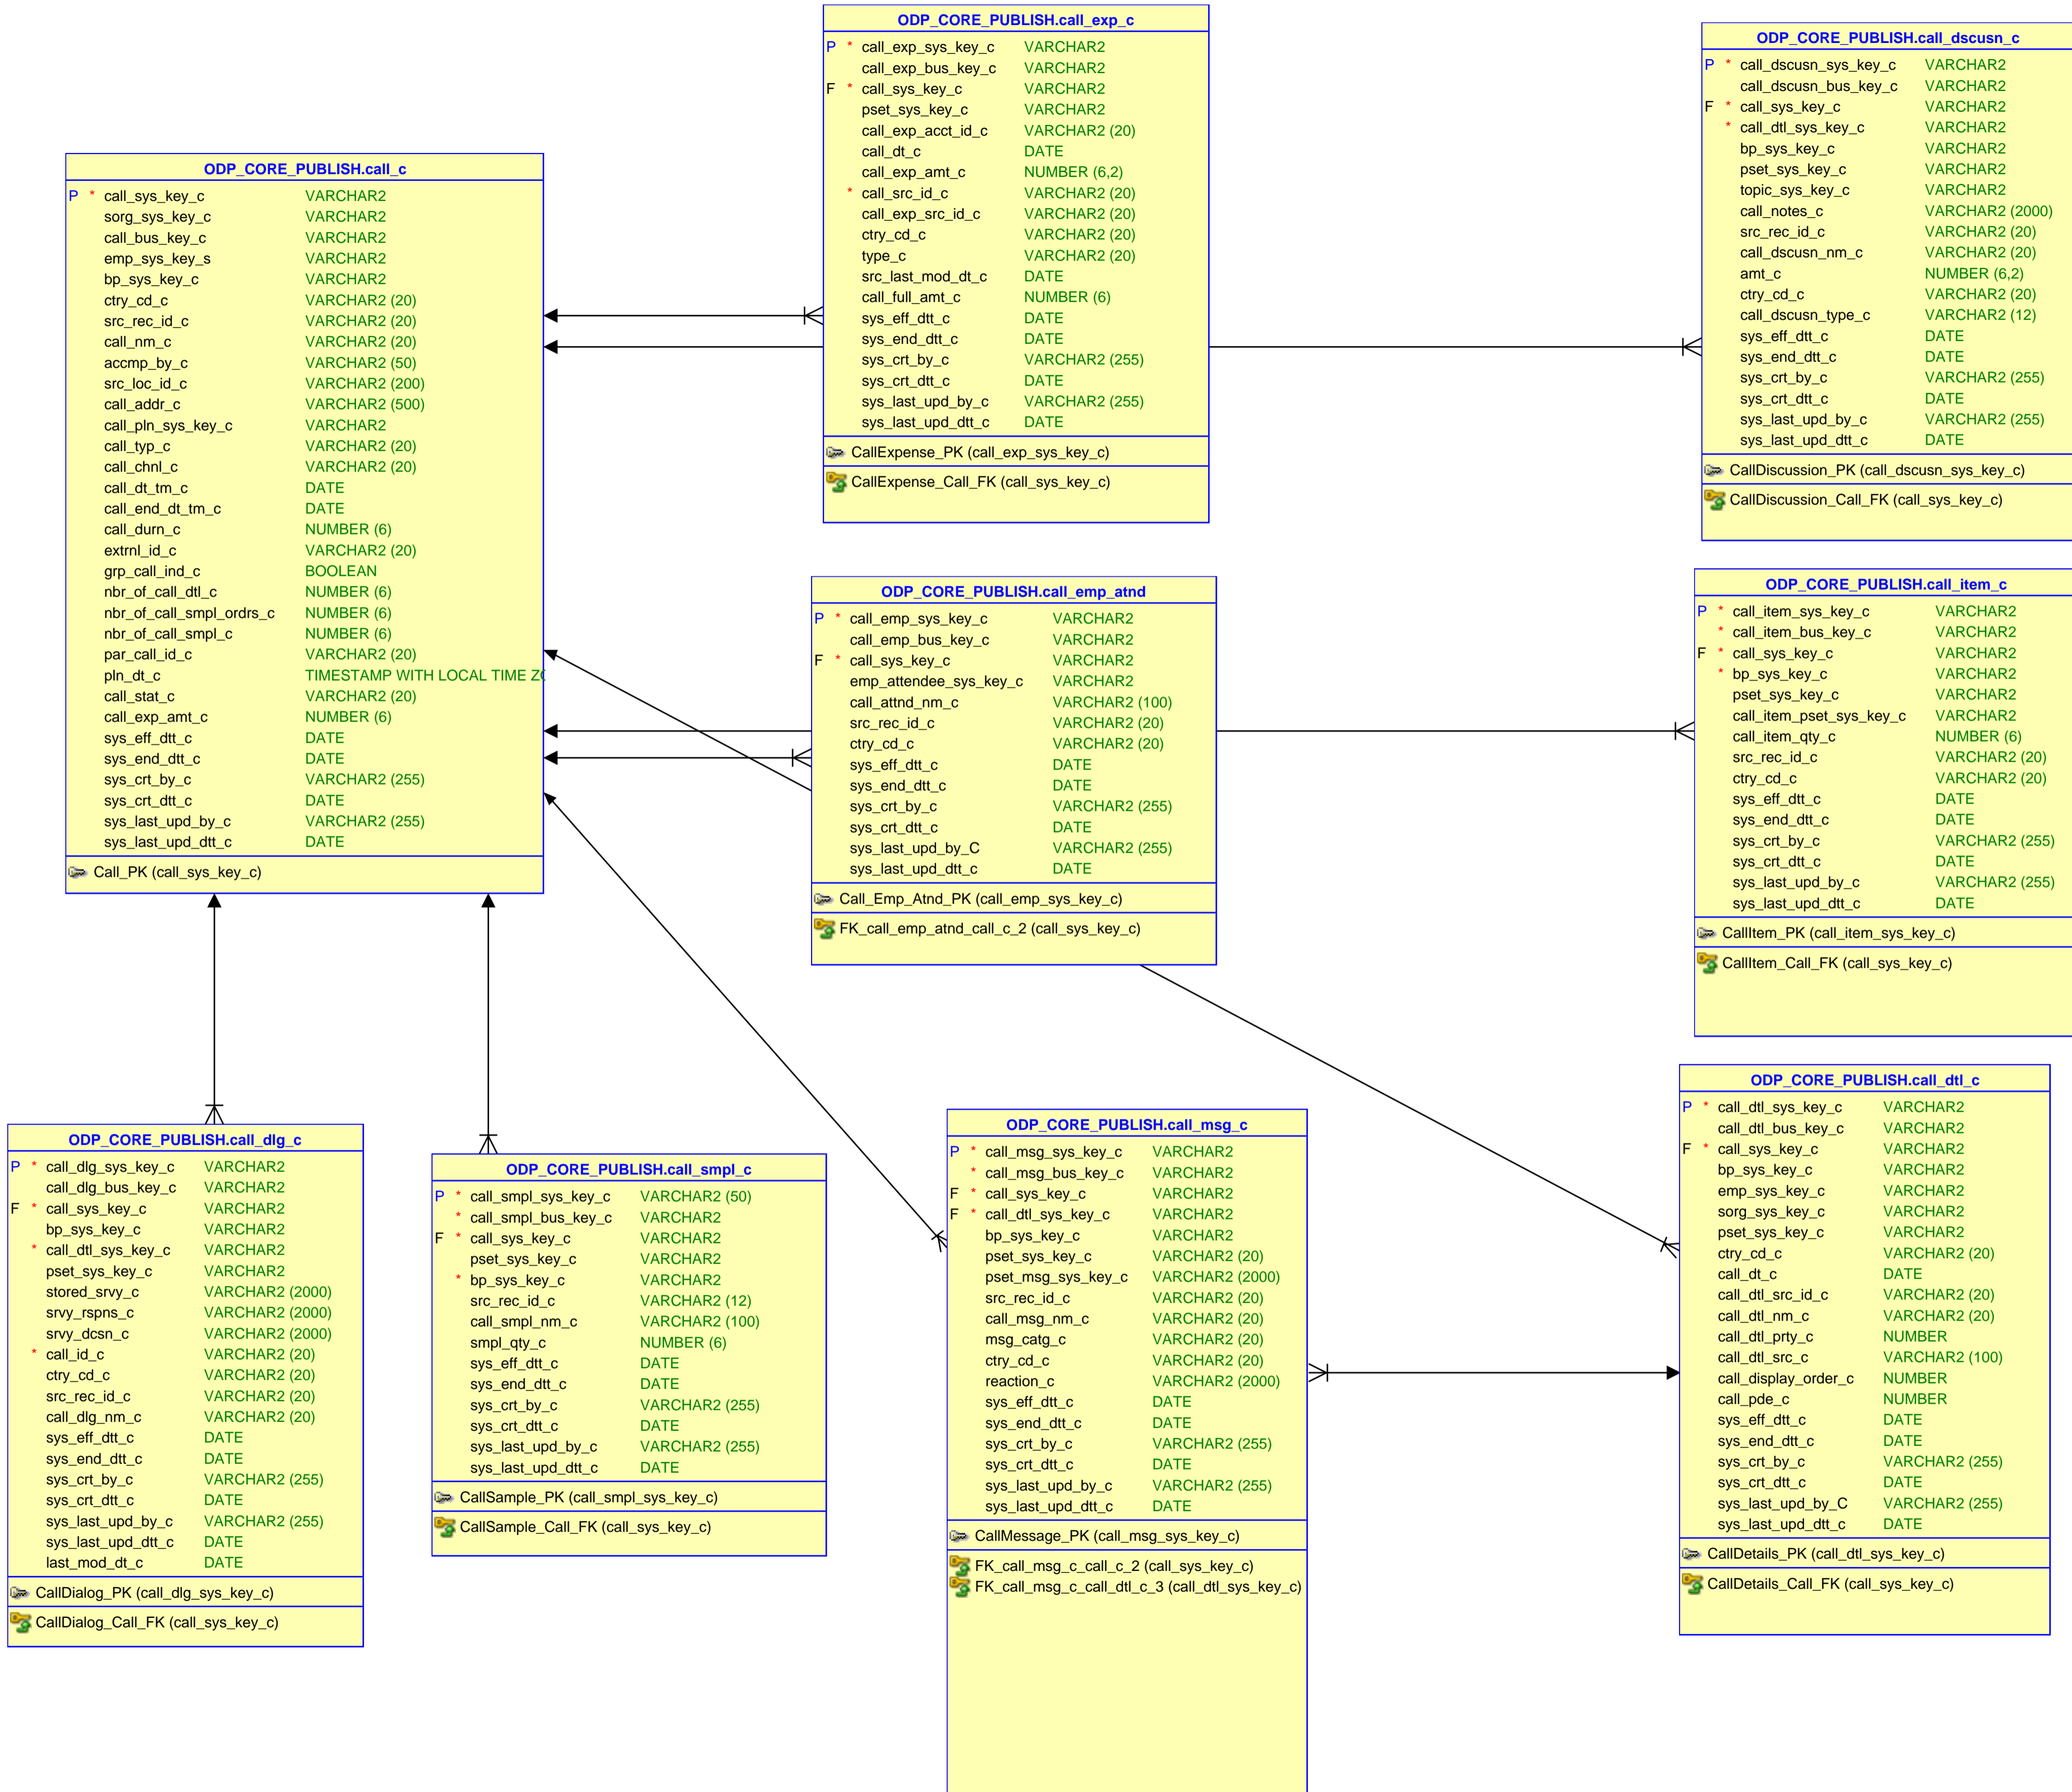 ODP_CORE_PUBLISH.call_exp_c
P * call_exp_sys_key_c VARCHAR2
call_exp_bus_key_c VARCHAR2
F * call_sys_key_c VARCHAR2
pset_sys_key_c VARCHAR2
call_exp_acct_id_c VARCHAR2 (20)
call_dt_c DATE
call_exp_amt_c NUMBER (6,2)
* call_src_id_c VARCHAR2 (20)
call_exp_src_id_c VARCHAR2 (20)
ctry_cd_c VARCHAR2 (20)
type_c VARCHAR2 (20)
src_last_mod_dt_c DATE
call_full_amt_c NUMBER (6)
sys_eff_dtt_c DATE
sys_end_dtt_c DATE
sys_crt_by_c VARCHAR2 (255)
sys_crt_dtt_c DATE
sys_last_upd_by_c VARCHAR2 (255)
sys_last_upd_dtt_c DATE
CallExpense_PK (call_exp_sys_key_c)
CallExpense_Call_FK (call_sys_key_c)
ODP_CORE_PUBLISH.call_dscusn_c
P * call_dscusn_sys_key_c VARCHAR2
call_dscusn_bus_key_c VARCHAR2
F * call_sys_key_c VARCHAR2
* call_dtl_sys_key_c VARCHAR2
bp_sys_key_c VARCHAR2
pset_sys_key_c VARCHAR2
topic_sys_key_c VARCHAR2
call_notes_c VARCHAR2 (2000)
src_rec_id_c VARCHAR2 (20)
call_dscusn_nm_c VARCHAR2 (20)
amt_c NUMBER (6,2)
ctry_cd_c VARCHAR2 (20)
call_dscusn_type_c VARCHAR2 (12)
sys_eff_dtt_c DATE
sys_end_dtt_c DATE
sys_crt_by_c VARCHAR2 (255)
sys_crt_dtt_c DATE
sys_last_upd_by_c VARCHAR2 (255)
sys_last_upd_dtt_c DATE
CallDiscussion_PK (call_dscusn_sys_key_c)
CallDiscussion_Call_FK (call_sys_key_c)
ODP_CORE_PUBLISH.call_c
P * call_sys_key_c VARCHAR2
sorg_sys_key_c VARCHAR2
call_bus_key_c VARCHAR2
emp_sys_key_s VARCHAR2
bp_sys_key_c VARCHAR2
ctry_cd_c VARCHAR2 (20)
src_rec_id_c VARCHAR2 (20)
call_nm_c VARCHAR2 (20)
accmp_by_c VARCHAR2 (50)
src_loc_id_c VARCHAR2 (200)
call_addr_c VARCHAR2 (500)
call_pln_sys_key_c VARCHAR2
call_typ_c VARCHAR2 (20)
call_chnl_c VARCHAR2 (20)
call_dt_tm_c DATE
call_end_dt_tm_c DATE
call_durn_c NUMBER (6)
extrnl_id_c VARCHAR2 (20)
grp_call_ind_c BOOLEAN
nbr_of_call_dtl_c NUMBER (6)
nbr_of_call_smpl_ordrs_c NUMBER (6)
nbr_of_call_smpl_c NUMBER (6)
par_call_id_c VARCHAR2 (20)
pln_dt_c TIMESTAMP WITH LOCAL TIME
call_stat_c VARCHAR2 (20)
call_exp_amt_c NUMBER (6)
sys_eff_dtt_c DATE
sys_end_dtt_c DATE
sys_crt_by_c VARCHAR2 (255)
sys_crt_dtt_c DATE
sys_last_upd_by_c VARCHAR2 (255)
sys_last_upd_dtt_c DATE
Call_PK (call_sys_key_c)
ODP_CORE_PUBLISH.call_emp_atnd
P * call_emp_sys_key_c VARCHAR2
call_emp_bus_key_c VARCHAR2
F * call_sys_key_c VARCHAR2
emp_attendee_sys_key_c VARCHAR2
call_attnd_nm_c VARCHAR2 (100)
src_rec_id_c VARCHAR2 (20)
ctry_cd_c VARCHAR2 (20)
sys_eff_dtt_c DATE
sys_end_dtt_c DATE
sys_crt_by_c VARCHAR2 (255)
sys_crt_dtt_c DATE
sys_last_upd_by_C VARCHAR2 (255)
sys_last_upd_dtt_c DATE
Call_Emp_Atnd_PK (call_emp_sys_key_c)
FK_call_emp_atnd_call_c_2 (call_sys_key_c)
ODP_CORE_PUBLISH.call_item_c
P * call_item_sys_key_c VARCHAR2
* call_item_bus_key_c VARCHAR2
F * call_sys_key_c VARCHAR2
* bp_sys_key_c VARCHAR2
pset_sys_key_c VARCHAR2
call_item_pset_sys_key_c VARCHAR2
call_item_qty_c NUMBER (6)
src_rec_id_c VARCHAR2 (20)
ctry_cd_c VARCHAR2 (20)
sys_eff_dtt_c DATE
sys_end_dtt_c DATE
sys_crt_by_c VARCHAR2 (255)
sys_crt_dtt_c DATE
sys_last_upd_by_c VARCHAR2 (255)
sys_last_upd_dtt_c DATE
CallItem_PK (call_item_sys_key_c)
CallItem_Call_FK (call_sys_key_c)
ODP_CORE_PUBLISH.call_dlg_c
P * call_dlg_sys_key_c VARCHAR2
call_dlg_bus_key_c VARCHAR2
F * call_sys_key_c VARCHAR2
bp_sys_key_c VARCHAR2
* call_dtl_sys_key_c VARCHAR2
pset_sys_key_c VARCHAR2
stored_srvy_c VARCHAR2 (2000)
srvy_rspns_c VARCHAR2 (2000)
srvy_dcsn_c VARCHAR2 (2000)
* call_id_c VARCHAR2 (20)
ctry_cd_c VARCHAR2 (20)
src_rec_id_c VARCHAR2 (20)
call_dlg_nm_c VARCHAR2 (20)
sys_eff_dtt_c DATE
sys_end_dtt_c DATE
sys_crt_by_c VARCHAR2 (255)
sys_crt_dtt_c DATE
sys_last_upd_by_c VARCHAR2 (255)
sys_last_upd_dtt_c DATE
last_mod_dt_c DATE
CallDialog_PK (call_dlg_sys_key_c)
CallDialog_Call_FK (call_sys_key_c)
ODP_CORE_PUBLISH.call_smpl_c
P * call_smpl_sys_key_c VARCHAR2 (50)
* call_smpl_bus_key_c VARCHAR2
F * call_sys_key_c VARCHAR2
pset_sys_key_c VARCHAR2
* bp_sys_key_c VARCHAR2
src_rec_id_c VARCHAR2 (12)
call_smpl_nm_c VARCHAR2 (100)
smpl_qty_c NUMBER (6)
sys_eff_dtt_c DATE
sys_end_dtt_c DATE
sys_crt_by_c VARCHAR2 (255)
sys_crt_dtt_c DATE
sys_last_upd_by_c VARCHAR2 (255)
sys_last_upd_dtt_c DATE
CallSample_PK (call_smpl_sys_key_c)
CallSample_Call_FK (call_sys_key_c)
ODP_CORE_PUBLISH.call_msg_c
P * call_msg_sys_key_c VARCHAR2
* call_msg_bus_key_c VARCHAR2
F * call_sys_key_c VARCHAR2
F * call_dtl_sys_key_c VARCHAR2
bp_sys_key_c VARCHAR2
pset_sys_key_c VARCHAR2 (20)
pset_msg_sys_key_c VARCHAR2 (2000)
src_rec_id_c VARCHAR2 (20)
call_msg_nm_c VARCHAR2 (20)
msg_catg_c VARCHAR2 (20)
ctry_cd_c VARCHAR2 (20)
reaction_c VARCHAR2 (2000)
sys_eff_dtt_c DATE
sys_end_dtt_c DATE
sys_crt_by_c VARCHAR2 (255)
sys_crt_dtt_c DATE
sys_last_upd_by_c VARCHAR2 (255)
sys_last_upd_dtt_c DATE
CallMessage_PK (call_msg_sys_key_c)
FK_call_msg_c_call_c_2 (call_sys_key_c)
FK_call_msg_c_call_dtl_c_3 (call_dtl_sys_key_c)
ODP_CORE_PUBLISH.call_dtl_c
P * call_dtl_sys_key_c VARCHAR2
call_dtl_bus_key_c VARCHAR2
F * call_sys_key_c VARCHAR2
bp_sys_key_c VARCHAR2
emp_sys_key_c VARCHAR2
sorg_sys_key_c VARCHAR2
pset_sys_key_c VARCHAR2
ctry_cd_c VARCHAR2 (20)
call_dt_c DATE
call_dtl_src_id_c VARCHAR2 (20)
call_dtl_nm_c VARCHAR2 (20)
call_dtl_prty_c NUMBER
call_dtl_src_c VARCHAR2 (100)
call_display_order_c NUMBER
call_pde_c NUMBER
sys_eff_dtt_c DATE
sys_end_dtt_c DATE
sys_crt_by_c VARCHAR2 (255)
sys_crt_dtt_c DATE
sys_last_upd_by_C VARCHAR2 (255)
sys_last_upd_dtt_c DATE
CallDetails_PK (call_dtl_sys_key_c)
CallDetails_Call_FK (call_sys_key_c)